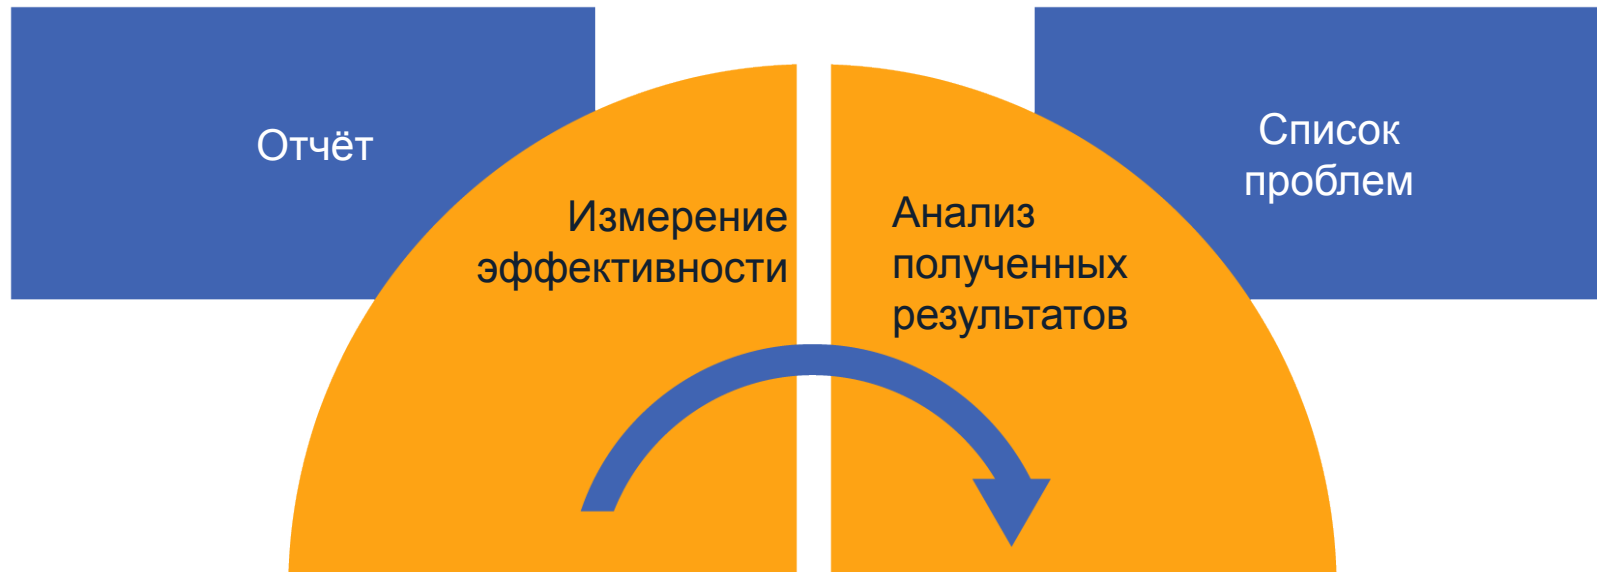 Отчёт
Измерение
эффективности
Анализ
полученных
результатов
Список
проблем